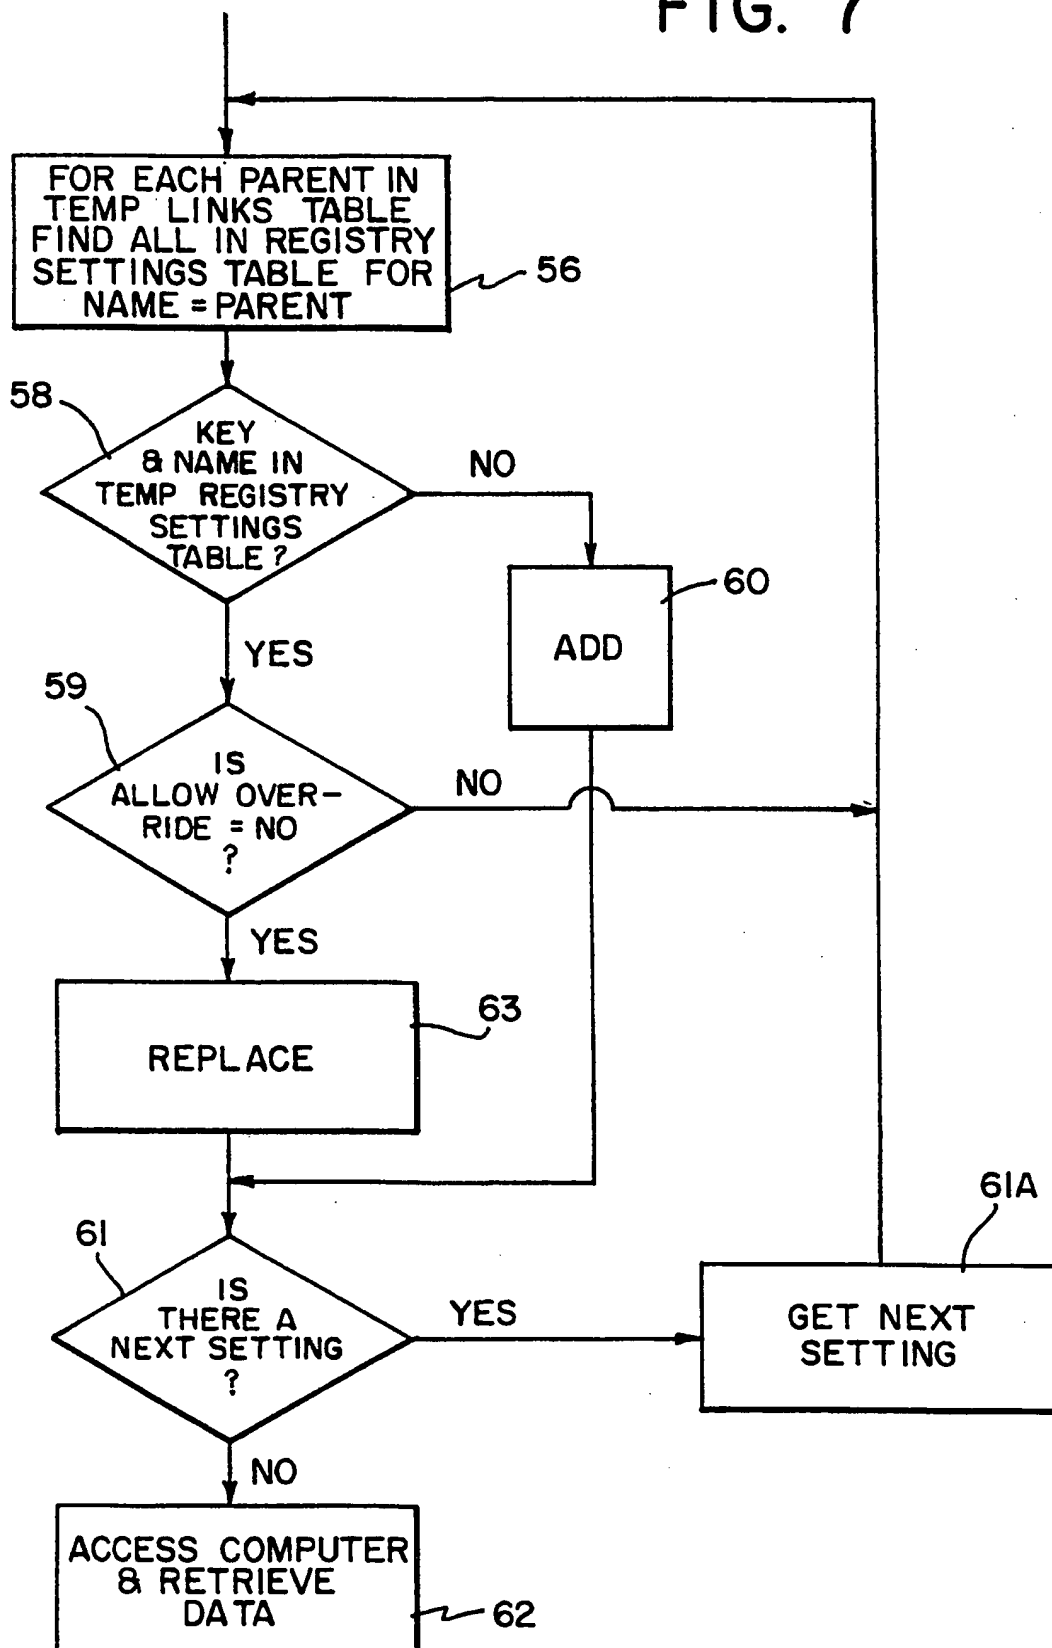 FIG. 7
FOR EACH PARENT IN
TEMP LINKS TABLE
FIND ALL IN REGISTRY
SETTINGS TABLE FOR
NAME = PARENT
56
58
KEY
& NAME IN
TEMP REGISTRY
SETTINGS
TABLE?
NO
YES
60
ADD
59
IS
ALLOW OVER-
RIDE = NO
?
NO
YES
63
REPLACE
61
IS
THERE A
NEXT SETTING
?
YES
61A
GET NEXT
SETTING
NO
ACCESS COMPUTER
& RETRIEVE
DATA
62